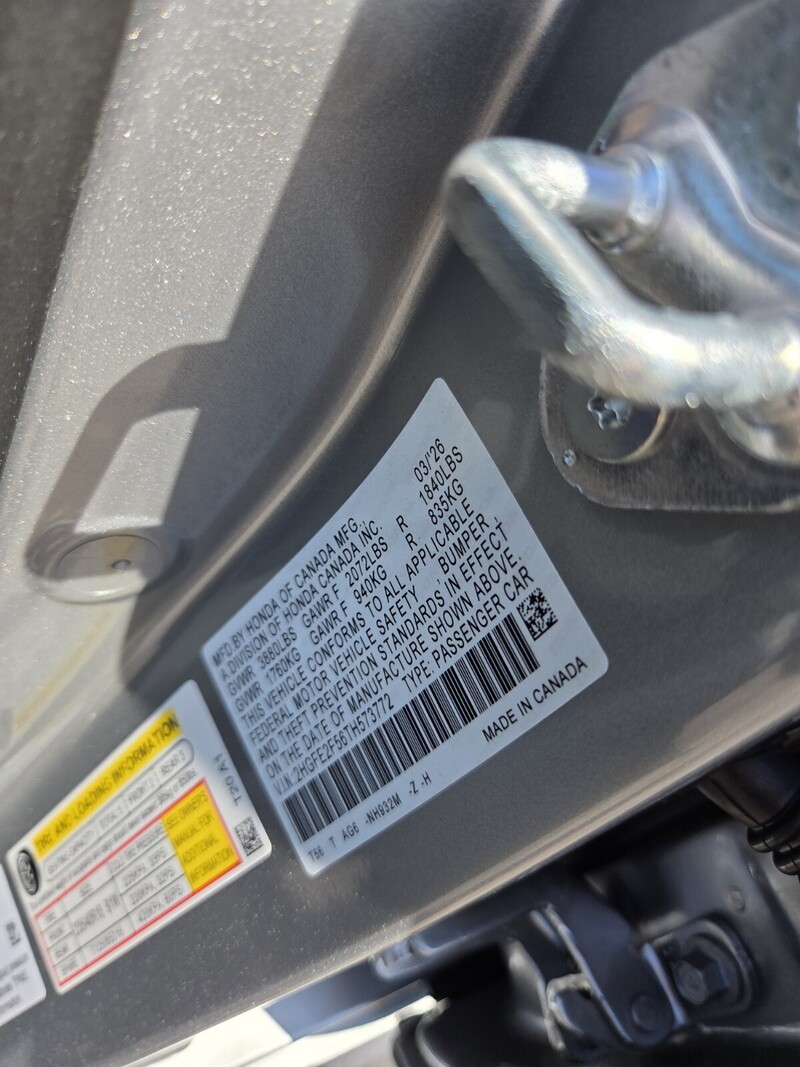 MFD BY HONDA OF CANADA MFG.,
A DIVISION OF HONDA CANADA INC. 03/'26
GVWR 3880LBS GAWR F 2072LBS R 1840LBS
GVWR 1760KG GAWR F 940KG R 835KG
THIS VEHICLE CONFORMS TO ALL APPLICABLE
FEDERAL MOTOR VEHICLE SAFETY, BUMPER,
AND THEFT PREVENTION STANDARDS IN EFFECT
ON THE DATE OF MANUFACTURE SHOWN ABOVE.
V.I.N:2HGFE2F56TH573772 TYPE: PASSENGER CAR
T56 T AG6 -NH932M -Z -H MADE IN CANADA
TIRE AND LOADING INFORMATION
T20 A1
SEE OWNERS
MANUAL FOR
ADDITIONAL
INFORMATION